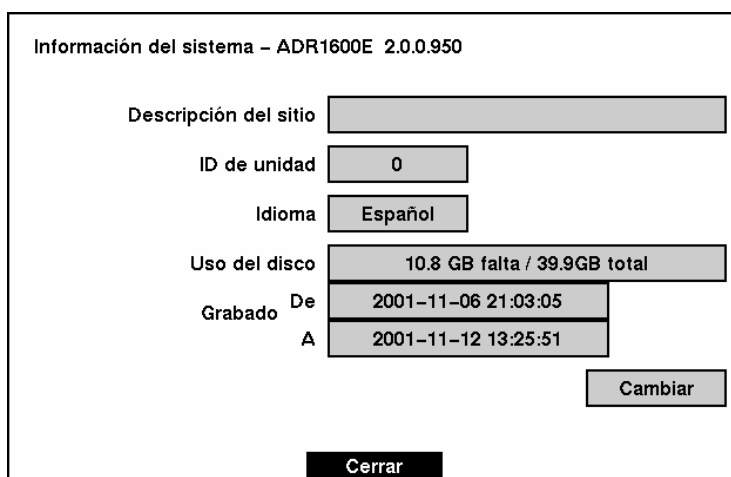 Información del sistema – ADR1600E 2.0.0.950
Descripción del sitio
ID de unidad 0
Idioma Español
Uso del disco 10.8 GB falta / 39.9GB total
Grabado De 2001–11–06 21:03:05
A 2001–11–12 13:25:51
Cambiar
Cerrar